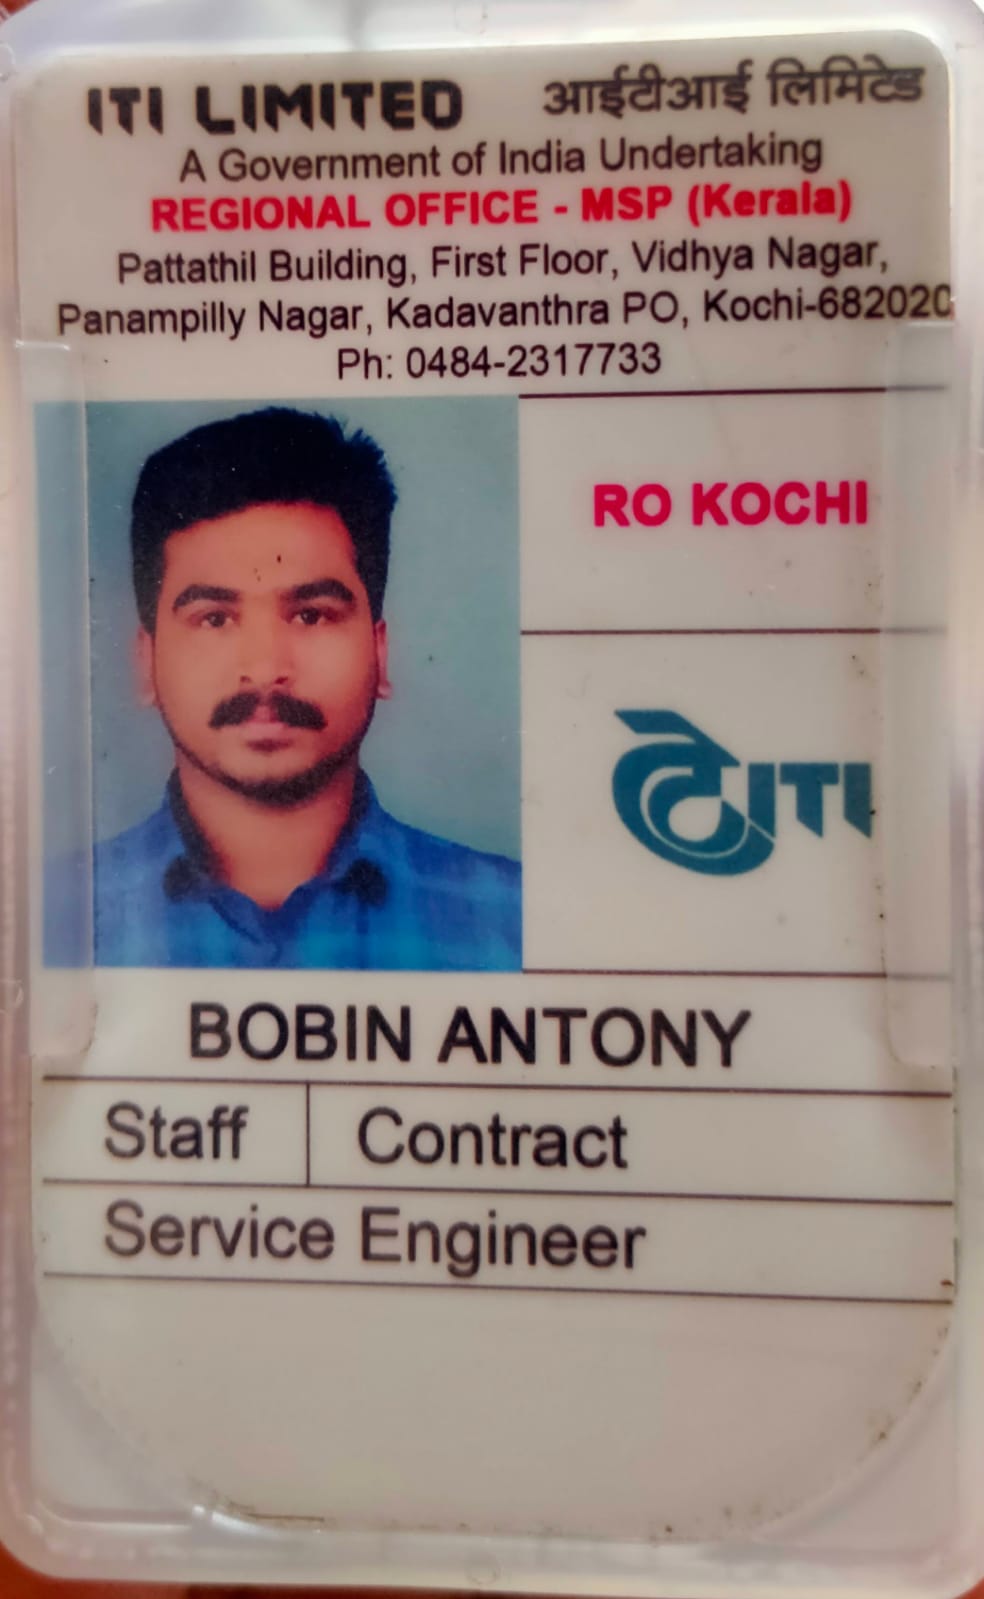 ITI LIMITED आईटीआई लिमिटेड
A Government of India Undertaking
REGIONAL OFFICE - MSP (Kerala)
Pattathil Building, First Floor, Vidhya Nagar,
Panampilly Nagar, Kadavanthra PO, Kochi-682020
Ph: 0484-2317733
RO KOCHI
ITI
BOBIN ANTONY
Staff Contract
Service Engineer